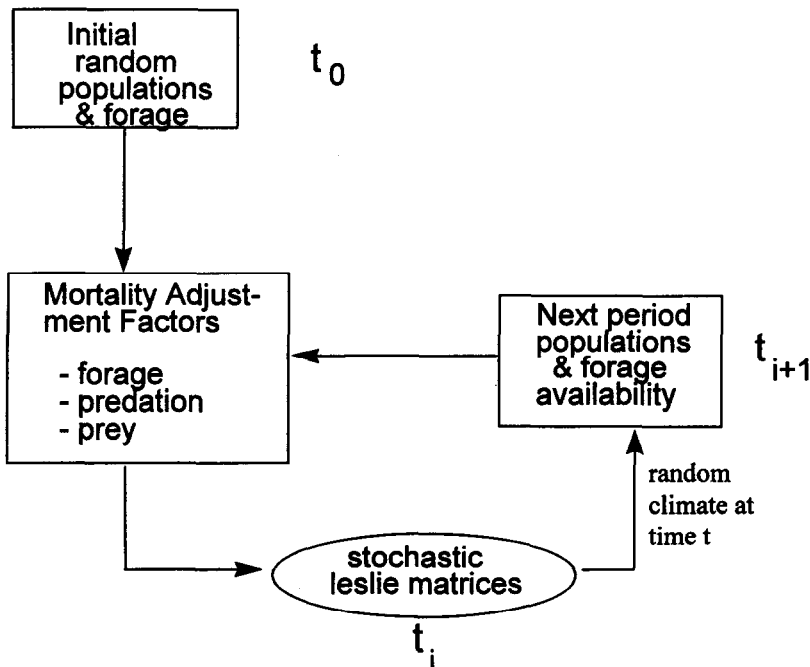 Initial
random
populations
& forage
t0
Mortality Adjust-
ment Factors
- forage
- predation
- prey
Next period
populations
& forage
availability
ti+1
random
climate at
time t
stochastic
leslie matrices
ti